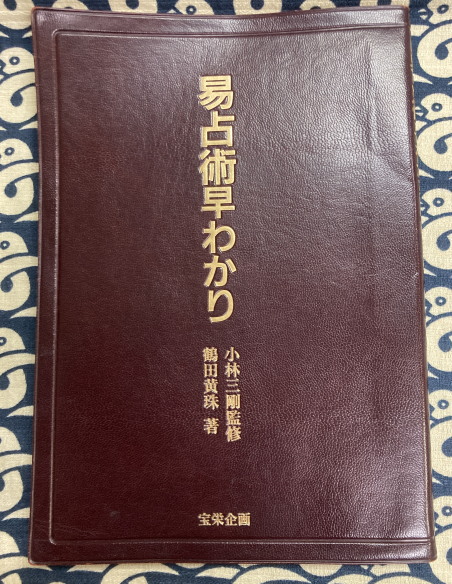 易占術早わかり
小林三剛監修
鶴田黄珠 著
宝栄企画